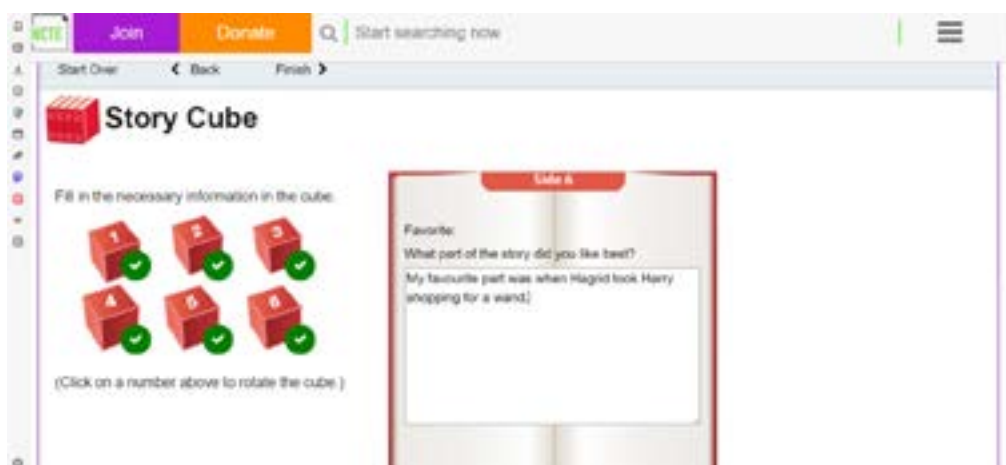 NCTE
Join
Donate
Start searching now
Start Over
Back
Finish
Story Cube
Fill in the necessary information in the cube.
1
2
3
4
5
6
(Click on a number above to rotate the cube.)
Side 6
Favorite:
What part of the story did you like best?
My favourite part was when Hagrid took Harry
shopping for a wand.